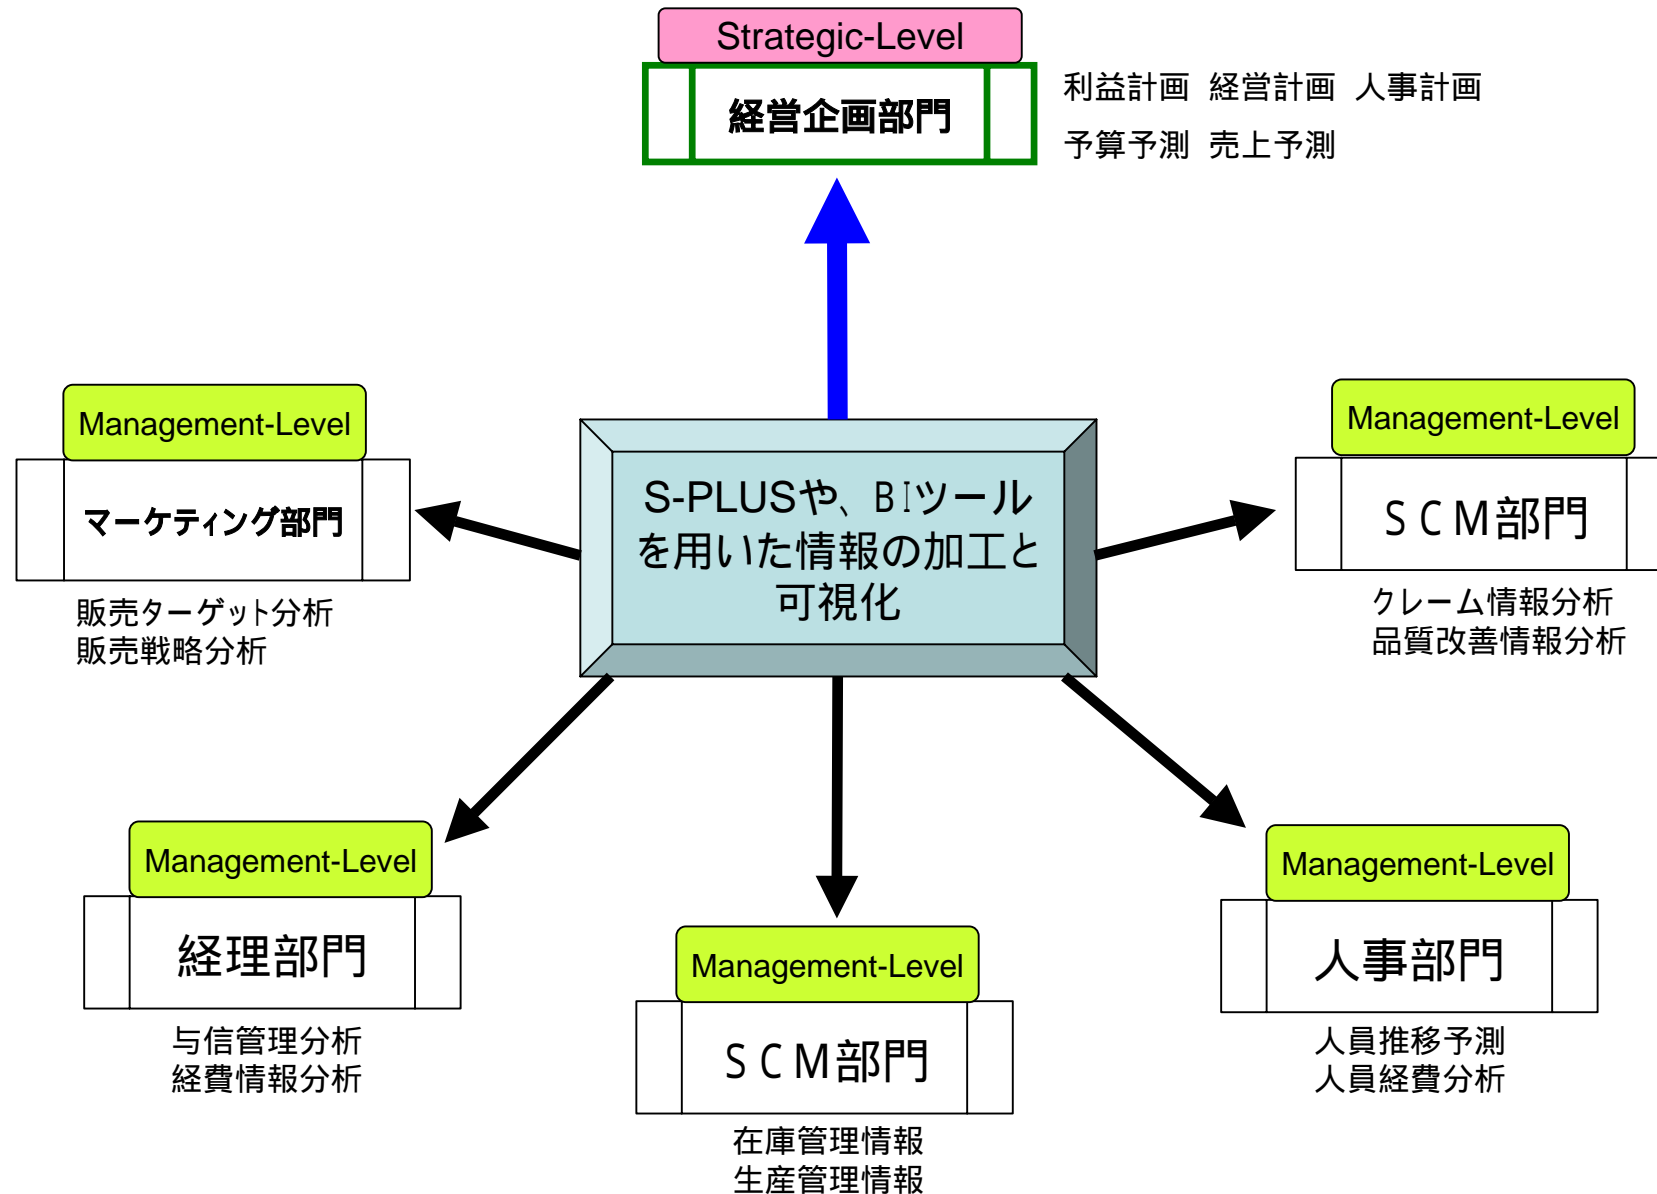 Strategic-Level
経営企画部門
利益計画 経営計画 人事計画
予算予測 売上予測
Management-Level
マーケティング部門
販売ターゲット分析
販売戦略分析
S-PLUSや、BIツール
を用いた情報の加工と
可視化
Management-Level
SCM部門
クレーム情報分析
品質改善情報分析
Management-Level
経理部門
与信管理分析
経費情報分析
Management-Level
SCM部門
在庫管理情報
生産管理情報
Management-Level
人事部門
人員推移予測
人員経費分析